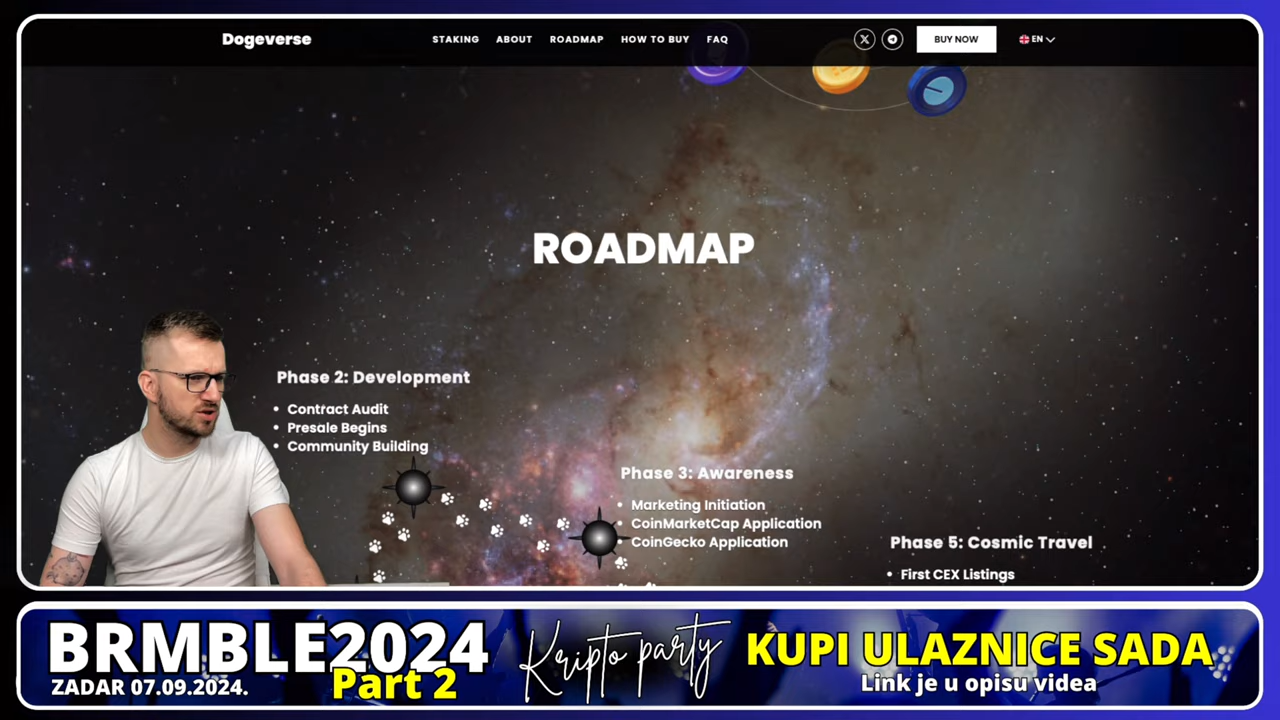 Dogeverse
STAKING
ABOUT
ROADMAP
HOW TO BUY
FAQ
BUY NOW
EN
ROADMAP
Phase 2: Development
Contract Audit
Presale Begins
Community Building
Phase 3: Awareness
Marketing Initiation
CoinMarketCap Application
CoinGecko Application
Phase 5: Cosmic Travel
First CEX Listings
BRMBLE2024
ZADAR 07.09.2024.
Part 2
Kripto party
KUPI ULAZNICE SADA
Link je u opisu videa